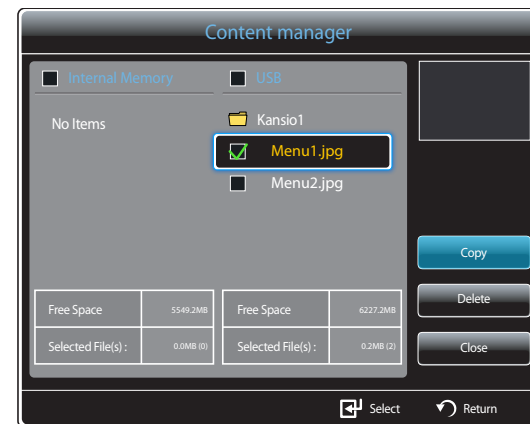 Content manager
Internal Memory
USB
No Items
Kansio1
Menu1.jpg
Menu2.jpg
Copy
Delete
Close
Free Space 5549.2MB
Selected File(s) : 0.0MB (0)
Free Space 6227.2MB
Selected File(s) : 0.2MB (2)
Select
Return